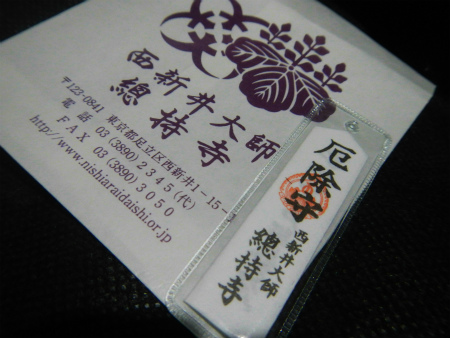 西新井大師
總持寺
〒123-0841 東京都足立区西新井1-15-
電話 03(3890)2345(代)
FAX 03(3890)3050
http://www.nishiaraidaishi.or.jp
厄除守
西新井大師
總持寺